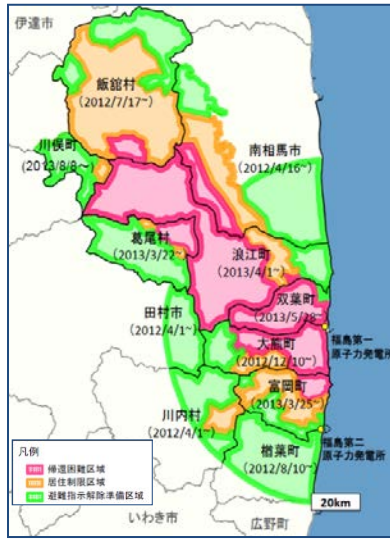 伊達市
飯舘村
(2012/7/17~)
川俣町
(2013/8/8~)
南相馬市
(2012/4/16~)
葛尾村
(2013/3/22~)
浪江町
(2013/4/1~)
田村市
(2012/4/1~)
双葉町
(2013/5/28~)
福島第一
原子力発電所
大熊町
(2012/12/10~)
富岡町
(2013/3/25~)
川内村
(2012/4/1~)
福島第二
原子力発電所
楢葉町
(2012/8/10~)
凡例
帰還困難区域
居住制限区域
避難指示解除準備区域
20km
いわき市
広野町